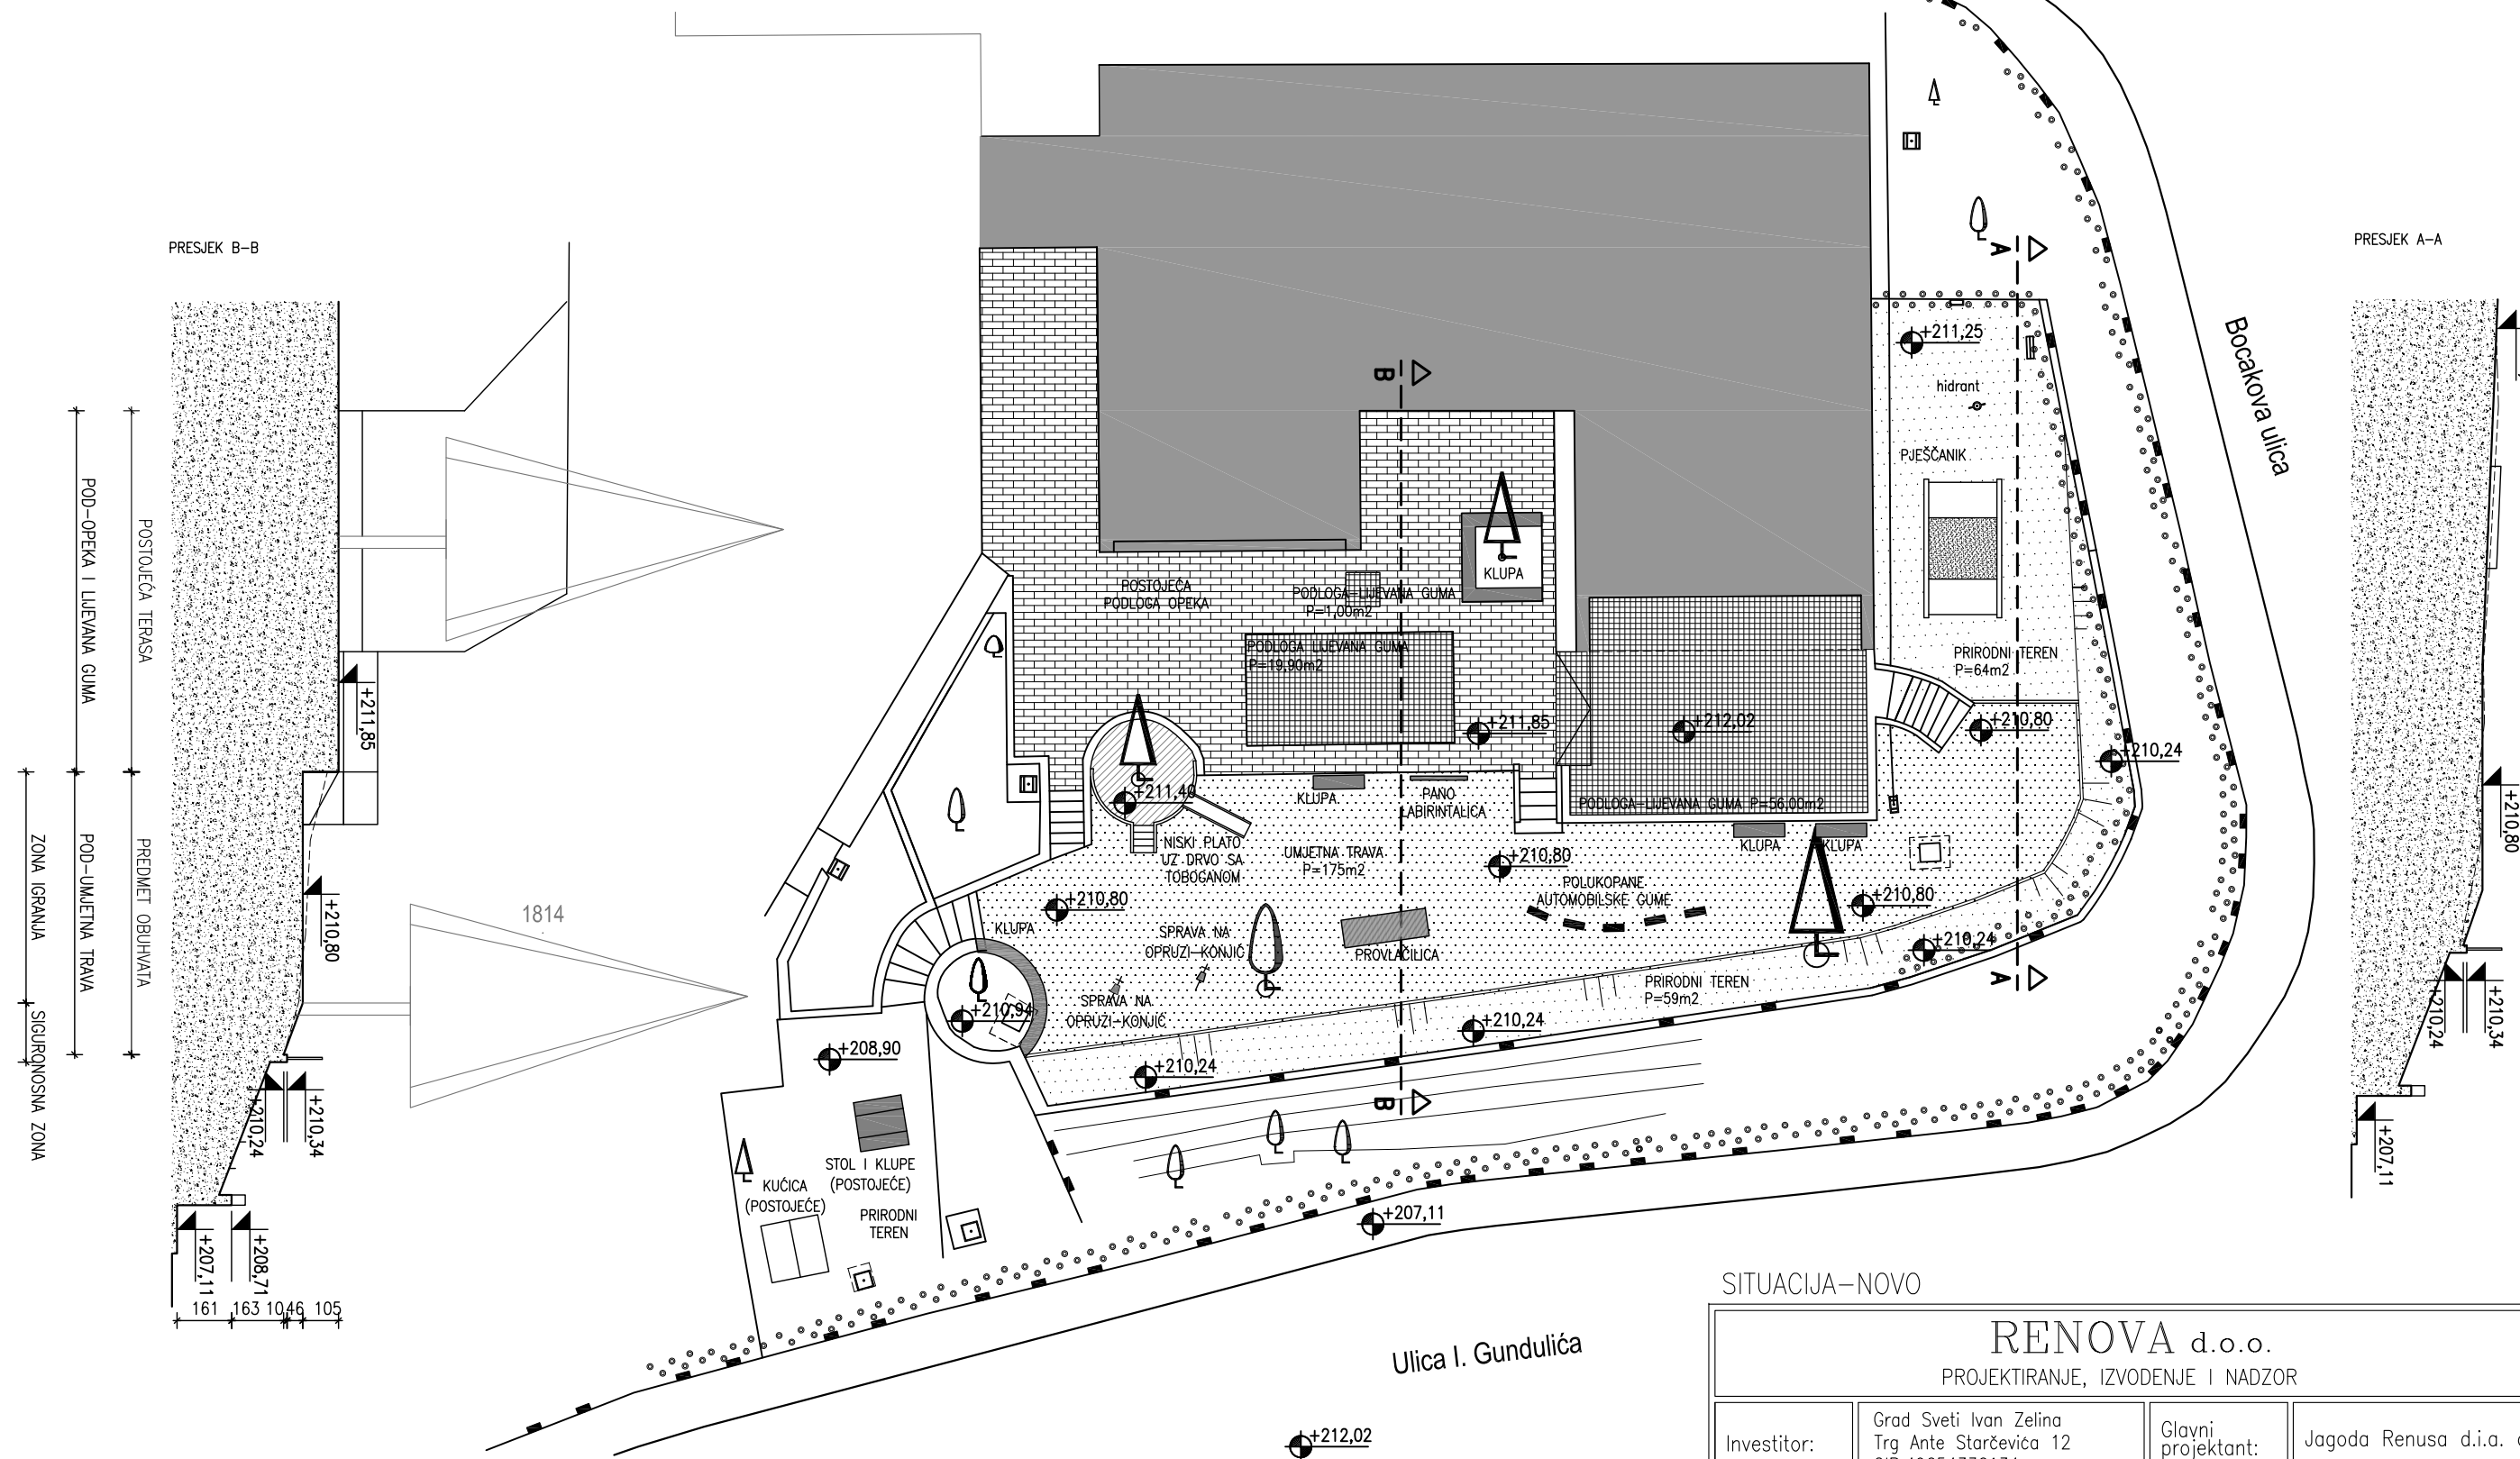 PRESJEK B-B
POD-OPEKA I LIJEVANA GUMA
POSTOJEĆA TERASA
+211,85
ZONA IGRANJA
POD-UMJETNA TRAVA
PREDMET OBUHVATA
+210,80
SIGURONOSNA ZONA
+210,24
+210,34
+207,11
+208,71
161
163
10
46
105
1814
POSTOJEĆA
PODLOGA OPEKA
PODLOGA-LIJEVANA GUMA
P=1,00m2
KLUPA
PODLOGA LIJEVANA GUMA
P=19,90m2
+211,85
+212,02
PODLOGA-LIJEVANA GUMA P=56,00m2
+211,40
NISKI PLATO
UZ DRVO SA
TOBOGANOM
KLUPA
PANO
LABIRINTALICA
UMJETNA TRAVA
P=175m2
+210,80
KLUPA
KLUPA
POLUKOPANE
AUTOMOBILSKE GUME
+210,80
+210,80
KLUPA
SPRAVA NA
OPRUZI-KONJIĆ
PROVLAČILICA
SPRAVA NA
OPRUZI-KONJIĆ
+210,94
+210,24
+210,24
+210,24
PRIRODNI TEREN
P=59m2
+208,90
STOL I KLUPE
(POSTOJEĆE)
KUĆICA
(POSTOJEĆE)
PRIRODNI
TEREN
+207,11
B
B
A
A
+211,25
hidrant
PJEŠČANIK
PRIRODNI TEREN
P=64m2
+210,80
+210,24
Bocakova ulica
Ulica I. Gundulića
+212,02
PRESJEK A-A
+210,80
+210,24
+210,34
+207,11
SITUACIJA-NOVO
RENOVA d.o.o.
PROJEKTIRANJE, IZVODENJE I NADZOR
Investitor:
Grad Sveti Ivan Zelina
Trg Ante Starčevića 12
Glavni
projektant:
Jagoda Renusa d.i.a.